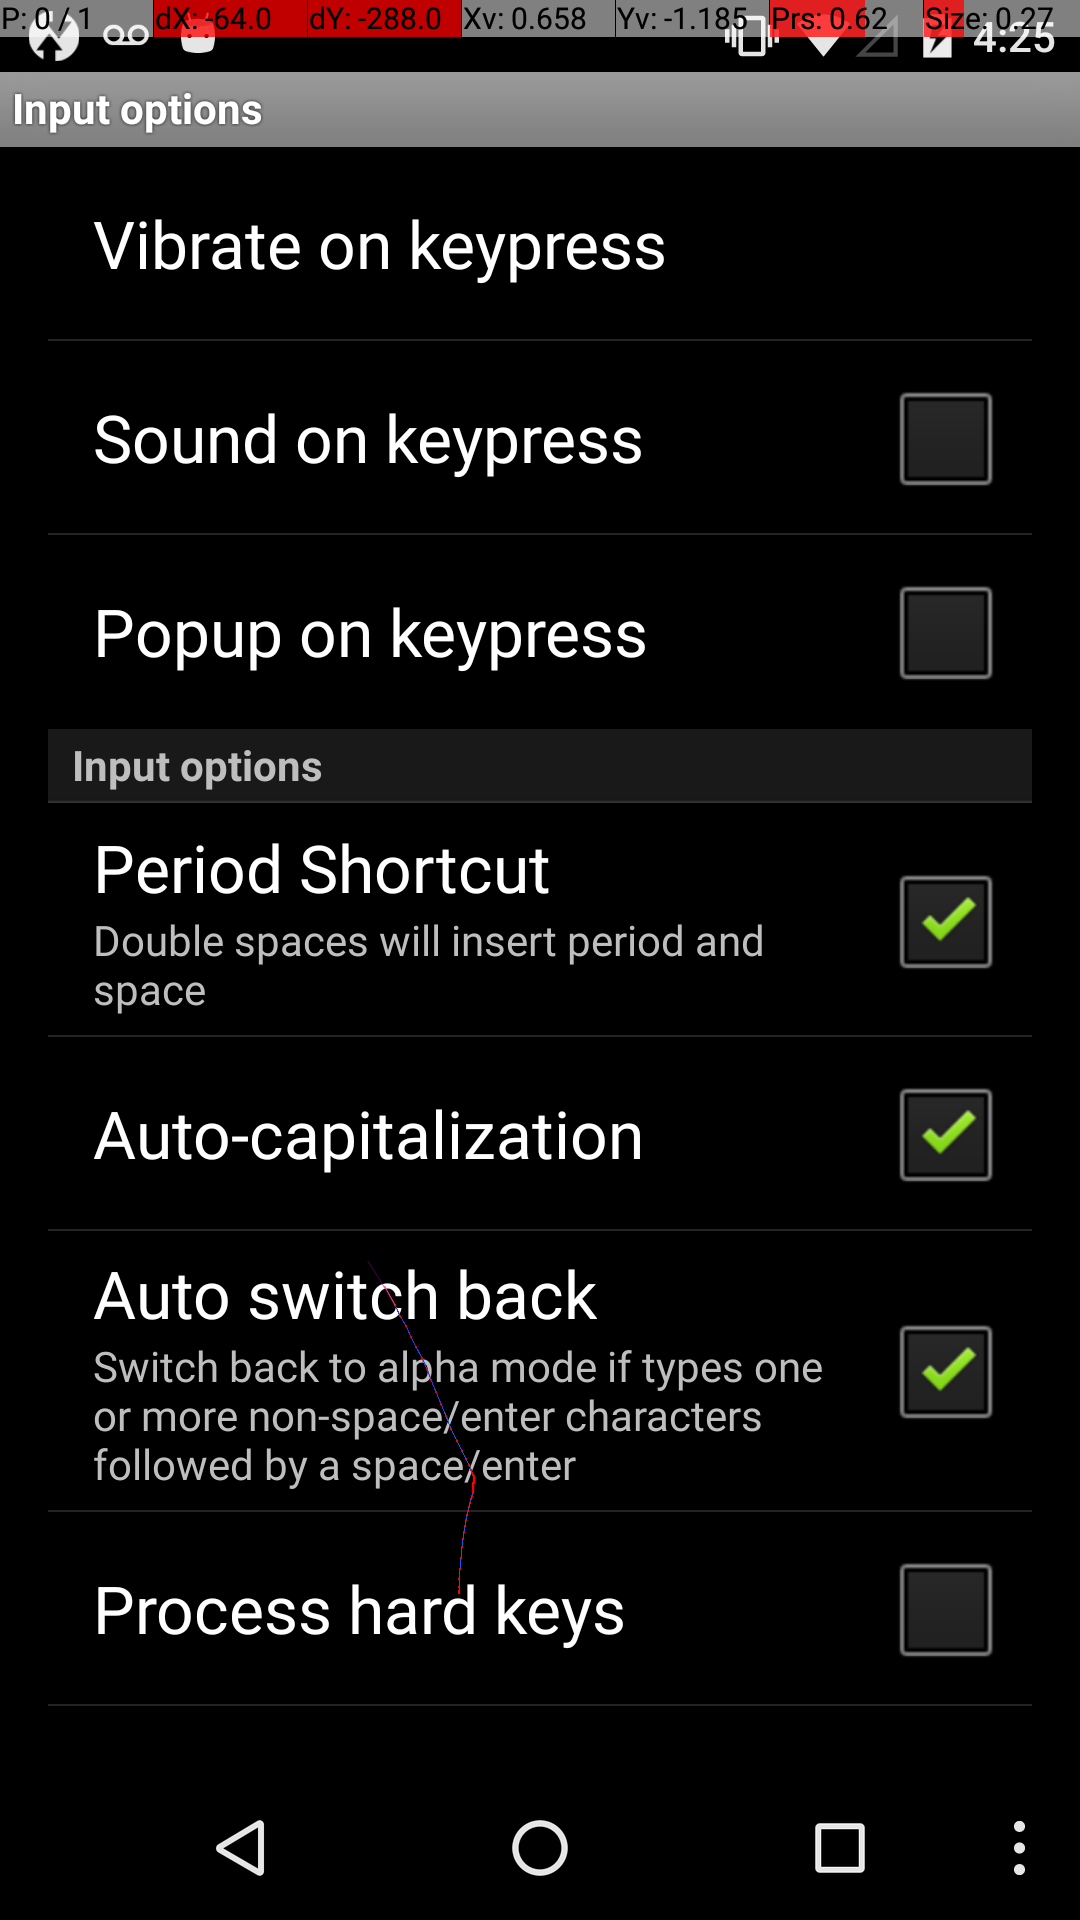 P: 0 / 1 dX: -64.0 dY: -288.0 Xv: 0.658 Yv: -1.185 Prs: 0.62 Size: 0.27
4:25
Input options
Vibrate on keypress
Sound on keypress
Popup on keypress
Input options
Period Shortcut
Double spaces will insert period and
space
Auto-capitalization
Auto switch back
Switch back to alpha mode if types one
or more non-space/enter characters
followed by a space/enter
Process hard keys